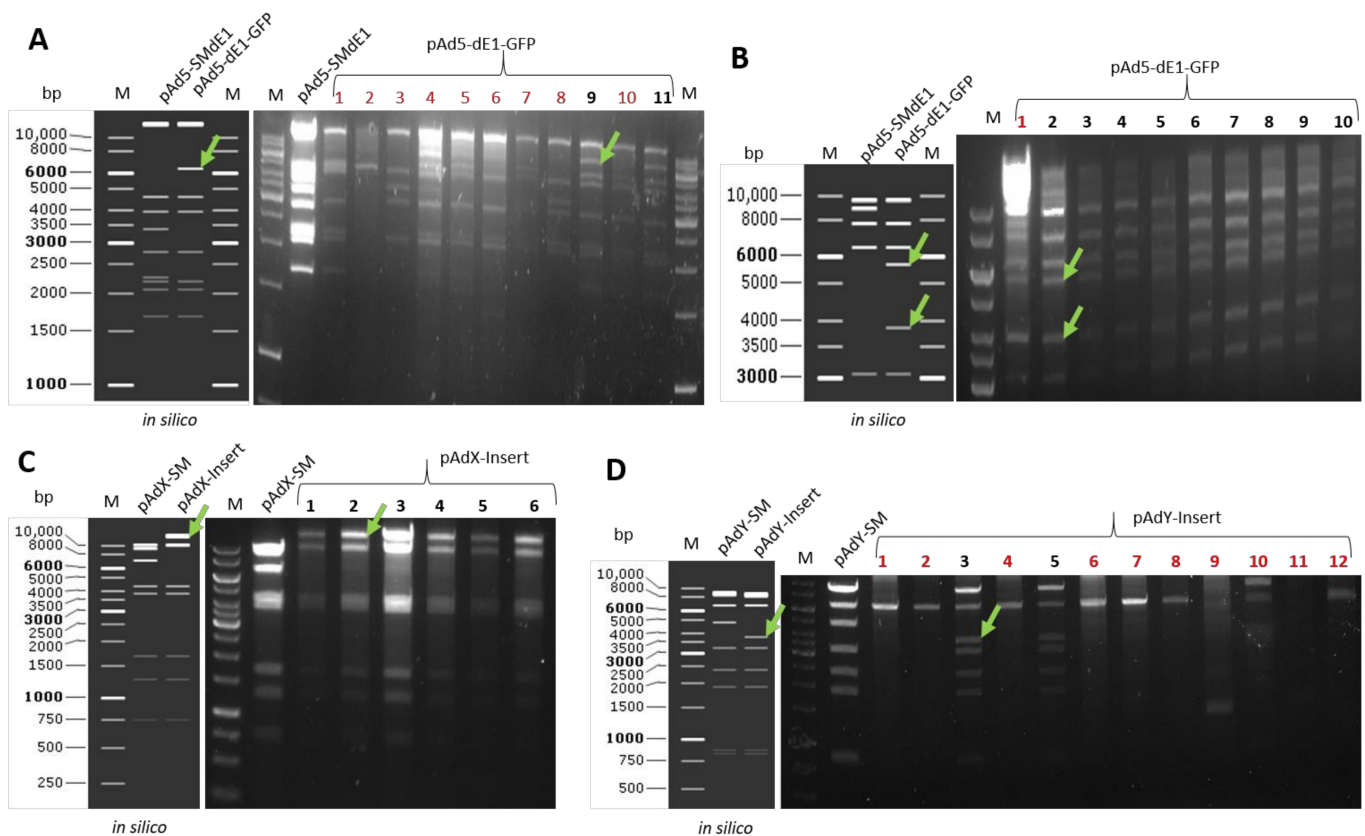 A
pAd5-SMdE1
pAd5-dE1-GFP
bp
M
M
10,000
8000
6000
5000
4000
3500
3000
2500
2000
1500
1000
in silico
pAd5-dE1-GFP
M
pAd5-SMdE1
1 2 3 4 5 6 7 8 9 10 11
M
B
pAd5-SMdE1
pAd5-dE1-GFP
bp
M
M
10,000
8000
6000
5000
4000
3500
3000
in silico
pAd5-dE1-GFP
M
1 2 3 4 5 6 7 8 9 10
C
pAdX-SM
pAdX-Insert
bp
M
10,000
8000
6000
5000
4000
3500
3000
2500
2000
1500
1000
750
500
250
in silico
pAdX-Insert
M
pAdX-SM
1 2 3 4 5 6
D
pAdY-SM
pAdY-Insert
bp
M
10,000
8000
6000
5000
4000
3500
3000
2500
2000
1500
1000
750
500
in silico
pAdY-Insert
M
pAdY-SM
1 2 3 4 5 6 7 8 9 10 11 12